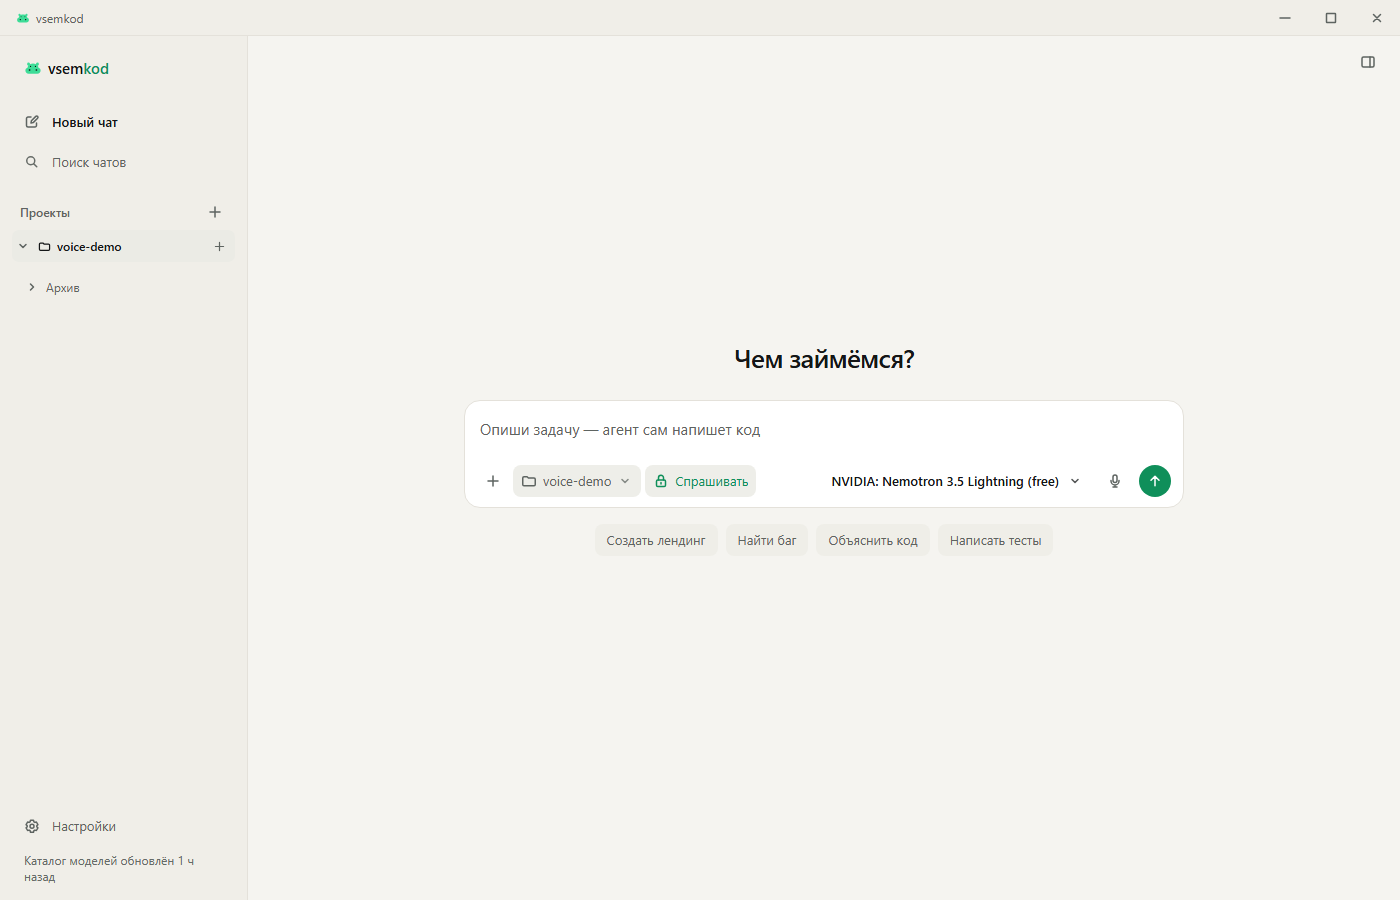 vsemkod
vsemkod
Новый чат
Поиск чатов
Проекты
voice-demo
Архив
Чем займёмся?
Опиши задачу — агент сам напишет код
voice-demo
Спрашивать
NVIDIA: Nemotron 3.5 Lightning (free)
Создать лендинг
Найти баг
Объяснить код
Написать тесты
Настройки
Каталог моделей обновлён 1 ч
назад